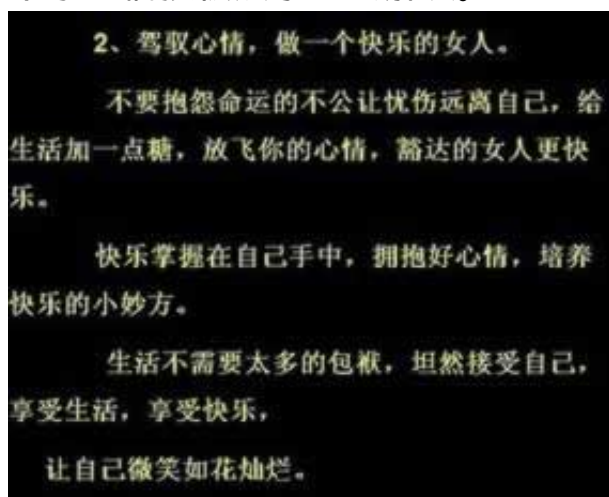 2、驾驭心情，做一个快乐的女人。
不要抱怨命运的不公让忧伤远离自己，给
生活加一点糖，放飞你的心情，豁达的女人更快
乐。
快乐掌握在自己手中，拥抱好心情，培养
快乐的小妙方。
生活不需要太多的包袱，坦然接受自己，
享受生活，享受快乐，
让自己微笑如花灿烂。